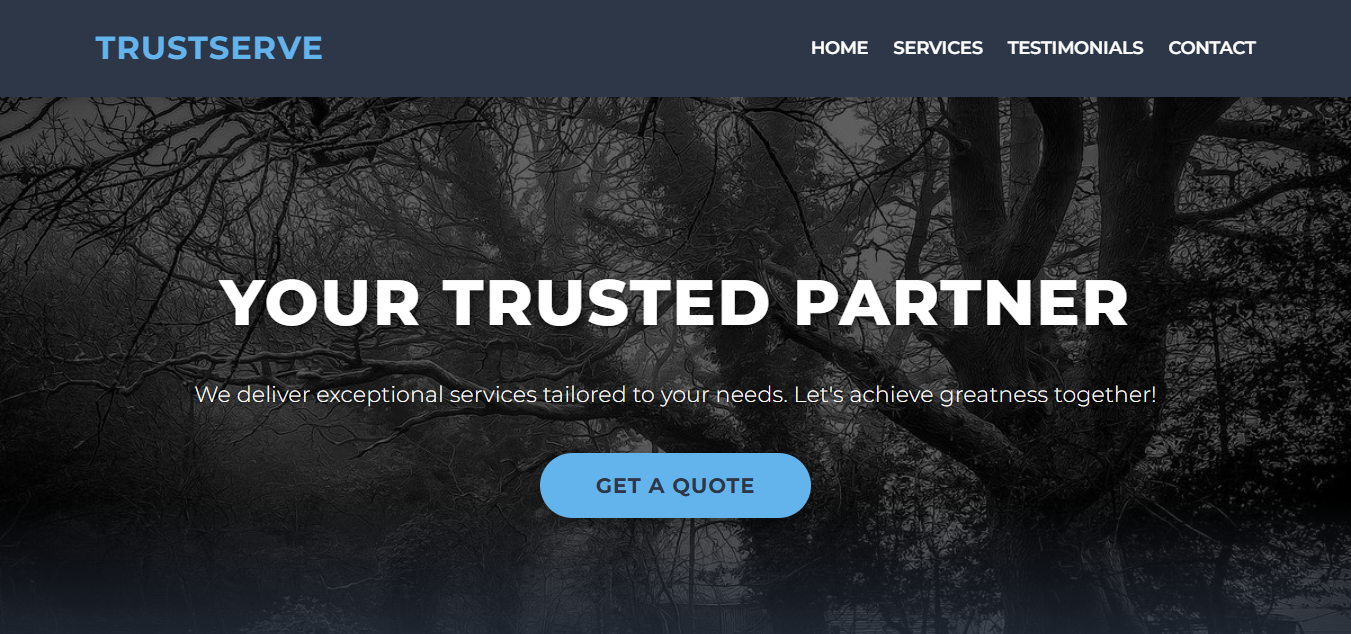 TRUSTSERVE
HOME SERVICES TESTIMONIALS CONTACT
YOUR TRUSTED PARTNER
We deliver exceptional services tailored to your needs. Let's achieve greatness together!
GET A QUOTE